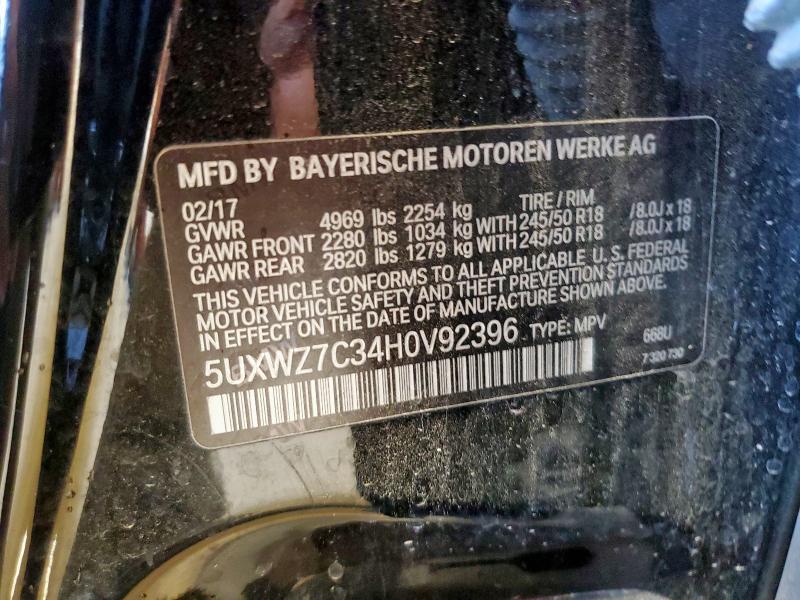 MFD BY BAYERISCHE MOTOREN WERKE AG
02/17 TIRE / RIM
GVWR 4969 lbs 2254 kg
GAWR FRONT 2280 lbs 1034 kg WITH 245/50 R18 /8.0J x 18
GAWR REAR 2820 lbs 1279 kg WITH 245/50 R18 /8.0J x 18
THIS VEHICLE CONFORMS TO ALL APPLICABLE U. S. FEDERAL
MOTOR VEHICLE SAFETY AND THEFT PREVENTION STANDARDS
IN EFFECT ON THE DATE OF MANUFACTURE SHOWN ABOVE.
5UXWZ7C34H0V92396 TYPE: MPV 668U
7 320 730